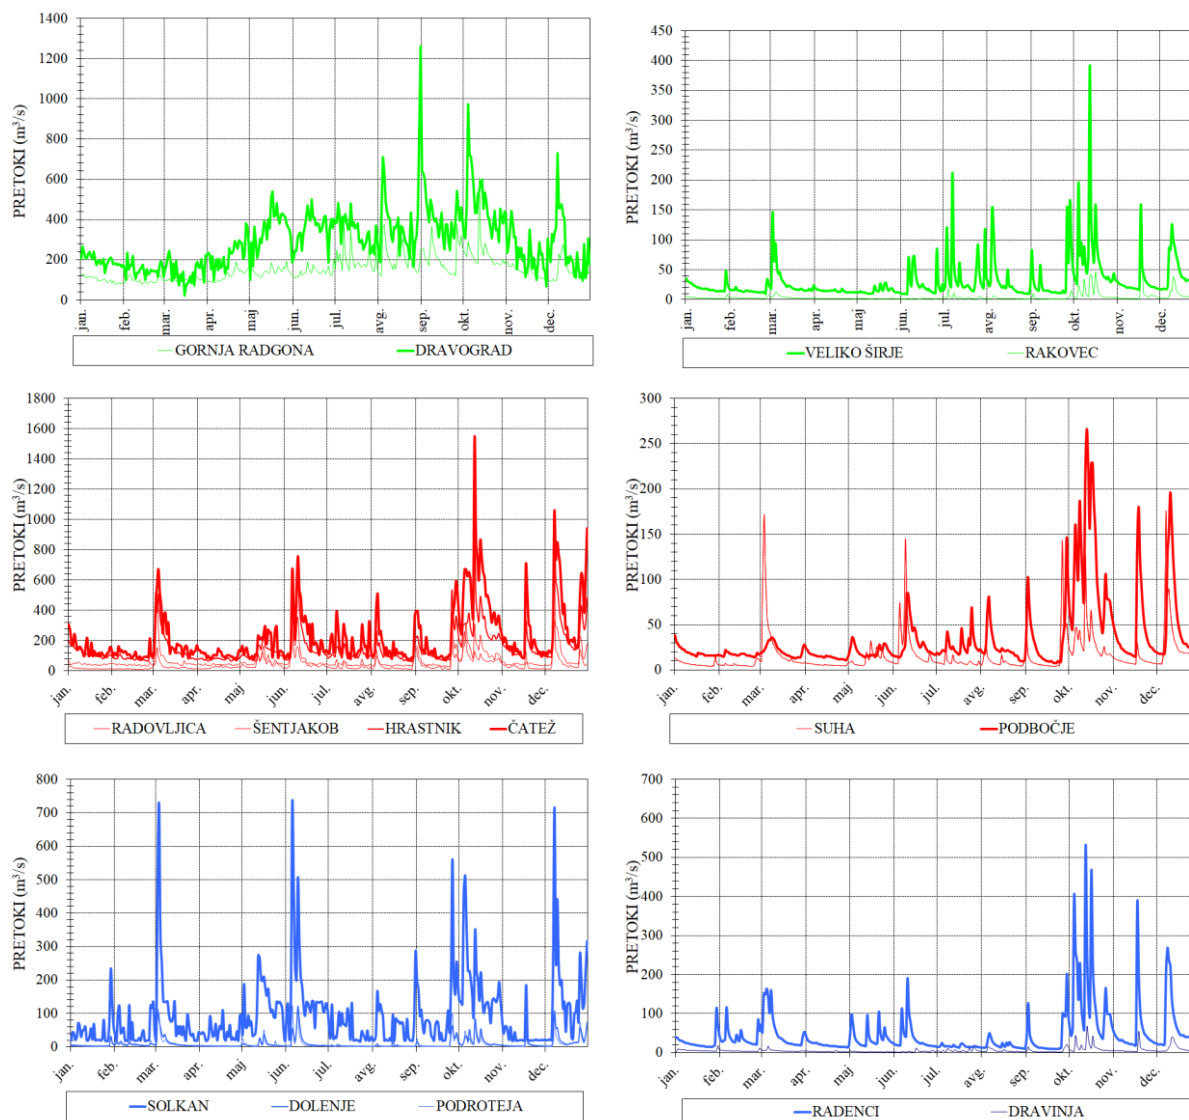 PRETOKI (m³/s)
1400
1200
1000
800
600
400
200
0
jan.
feb.
mar.
apr.
maj
jun.
jul.
avg.
sep.
okt.
nov.
dec.
GORNJA RADGONA DRAVOGRAD
PRETOKI (m³/s)
450
400
350
300
250
200
150
100
50
0
jan.
feb.
mar.
apr.
maj
jun.
jul.
avg.
sep.
okt.
nov.
dec.
VELIKO ŠIRJE RAKOVEC
PRETOKI (m³/s)
1800
1600
1400
1200
1000
800
600
400
200
0
jan.
feb.
mar.
apr.
maj
jun.
jul.
avg.
sep.
okt.
nov.
dec.
RADOVLJICA ŠENTJAKOB HRASTNIK ČATEŽ
PRETOKI (m³/s)
300
250
200
150
100
50
0
jan.
feb.
mar.
apr.
maj
jun.
jul.
avg.
sep.
okt.
nov.
dec.
SUHA PODBOČJE
PRETOKI (m³/s)
800
700
600
500
400
300
200
100
0
jan.
feb.
mar.
apr.
maj
jun.
jul.
avg.
sep.
okt.
nov.
dec.
SOLKAN DOLENJE PODROTEJA
PRETOKI (m³/s)
700
600
500
400
300
200
100
0
jan.
feb.
mar.
apr.
maj
jun.
jul.
avg.
sep.
okt.
nov.
dec.
RADENCI DRAVINJA